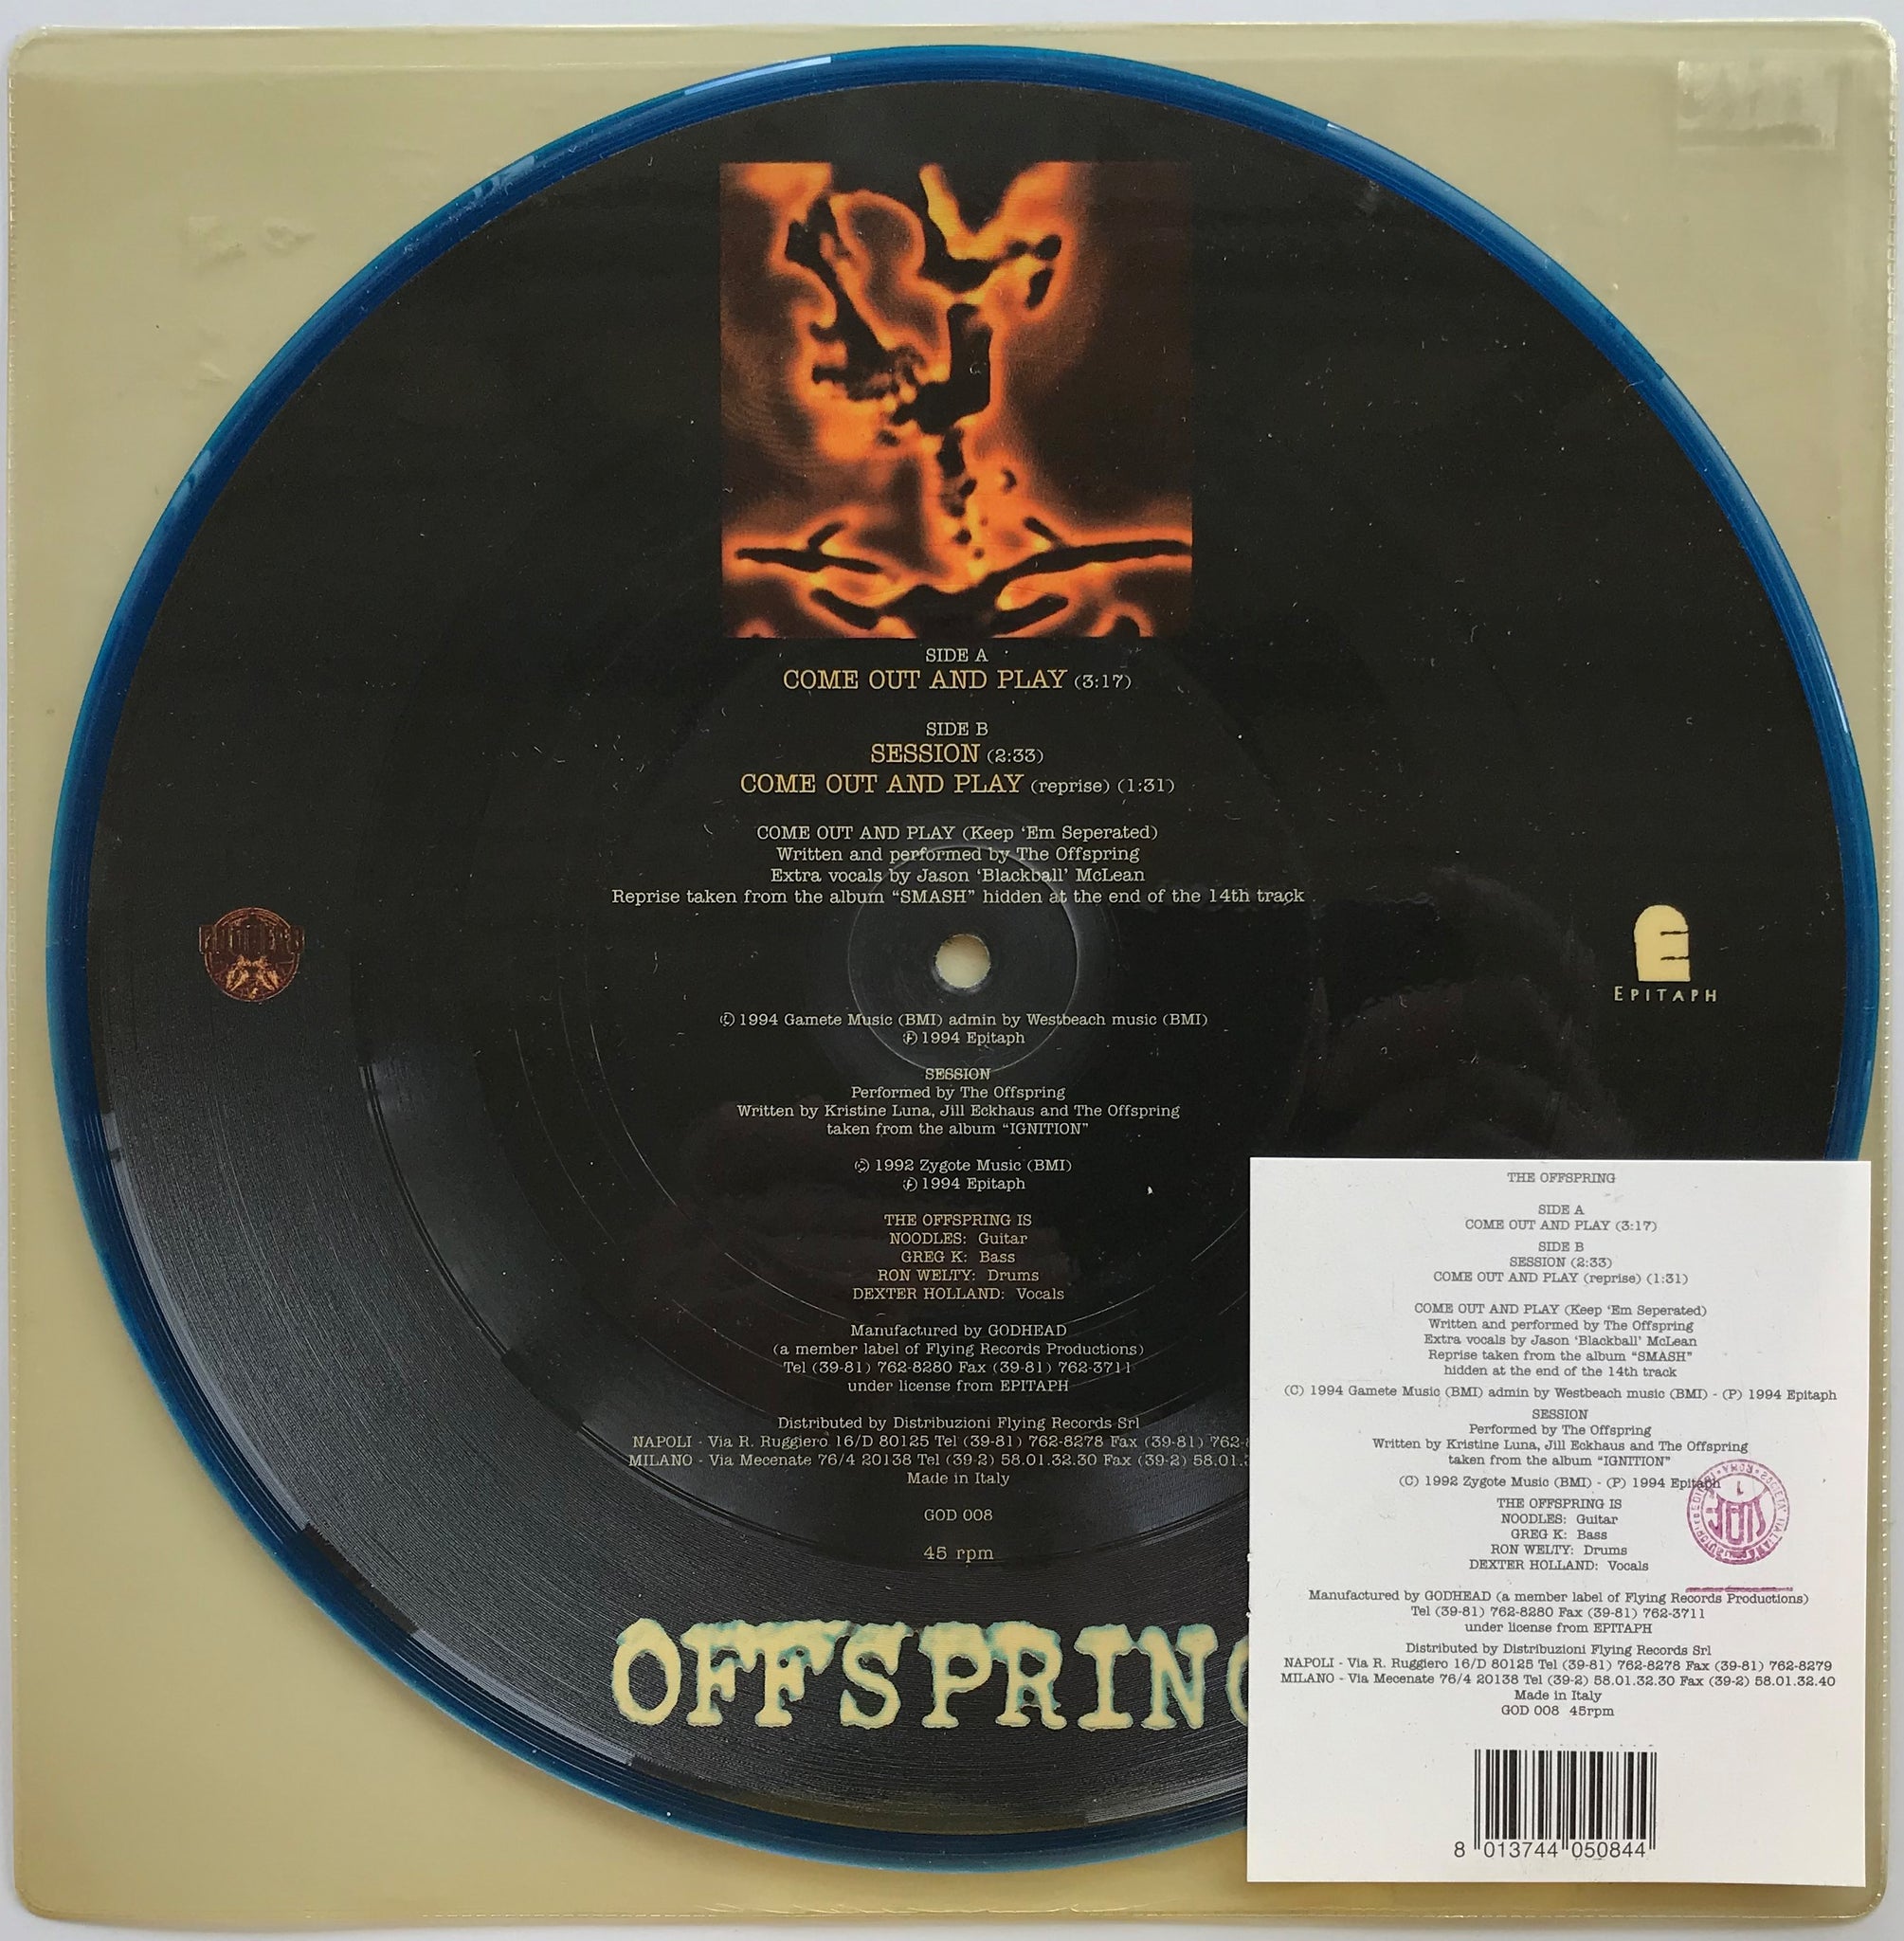 SIDE A
COME OUT AND PLAY (3:17)
SIDE B
SESSION (2:33)
COME OUT AND PLAY (reprise) (1:31)
COME OUT AND PLAY (Keep 'Em Seperated)
Written and performed by The Offspring
Extra vocals by Jason 'Blackball' McLean
Reprise taken from the album "SMASH" hidden at the end of the 14th track
EPITAPH
© 1994 Gamete Music (BMI) admin by Westbeach music (BMI)
℗ 1994 Epitaph
SESSION
Performed by The Offspring
Written by Kristine Luna, Jill Eckhaus and The Offspring
taken from the album "IGNITION"
© 1992 Zygote Music (BMI)
℗ 1994 Epitaph
THE OFFSPRING IS
NOODLES: Guitar
GREG K: Bass
RON WELTY: Drums
DEXTER HOLLAND: Vocals
Manufactured by GODHEAD
(a member label of Flying Records Productions)
Tel (39-81) 762-8280 Fax (39-81) 762-3711
under license from EPITAPH
Distributed by Distribuzioni Flying Records Srl
NAPOLI - Via R. Ruggiero 16/D 80125 Tel (39-81) 762-8278 Fax (39-81) 762-
MILANO - Via Mecenate 76/4 20138 Tel (39-2) 58.01.32.30 Fax (39-2) 58.01.
Made in Italy
GOD 008
45 rpm
OFFSPRING
THE OFFSPRING
SIDE A
COME OUT AND PLAY (3:17)
SIDE B
SESSION (2:33)
COME OUT AND PLAY (reprise) (1:31)
COME OUT AND PLAY (Keep 'Em Seperated)
Written and performed by The Offspring
Extra vocals by Jason 'Blackball' McLean
Reprise taken from the album "SMASH"
hidden at the end of the 14th track
(C) 1994 Gamete Music (BMI) admin by Westbeach music (BMI) - (P) 1994 Epitaph
SESSION
Performed by The Offspring
Written by Kristine Luna, Jill Eckhaus and The Offspring
taken from the album "IGNITION"
(C) 1992 Zygote Music (BMI) - (P) 1994 Epitaph
THE OFFSPRING IS
NOODLES: Guitar
GREG K: Bass
RON WELTY: Drums
DEXTER HOLLAND: Vocals
Manufactured by GODHEAD (a member label of Flying Records Productions)
Tel (39-81) 762-8280 Fax (39-81) 762-3711
under license from EPITAPH
Distributed by Distribuzioni Flying Records Srl
NAPOLI - Via R. Ruggiero 16/D 80125 Tel (39-81) 762-8278 Fax (39-81) 762-8279
MILANO - Via Mecenate 76/4 20138 Tel (39-2) 58.01.32.30 Fax (39-2) 58.01.32.40
Made in Italy
GOD 008 45rpm
8 013744 050844